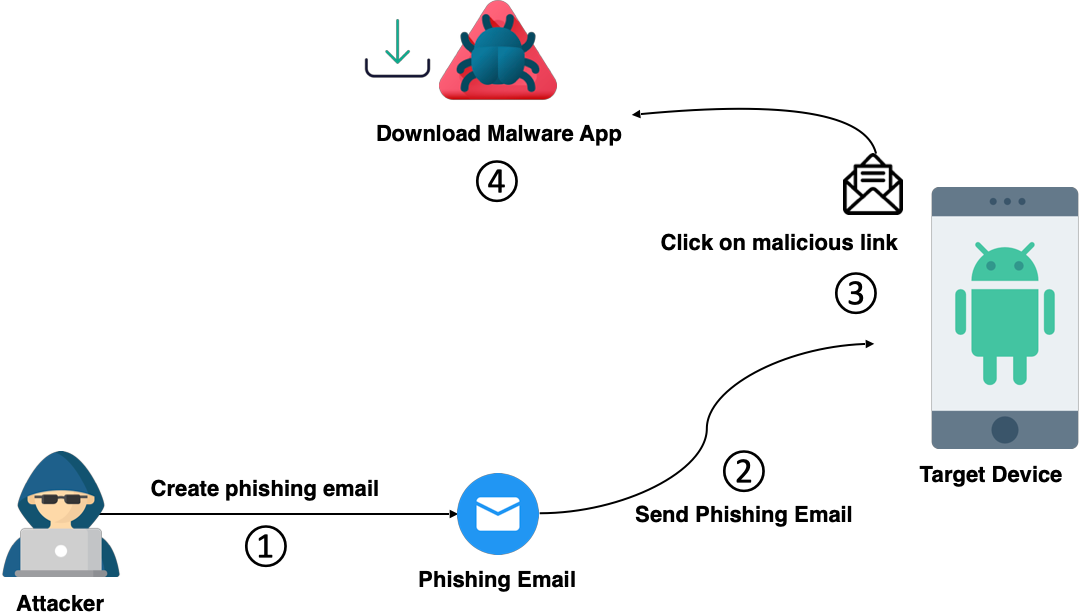 Download Malware App
④
Click on malicious link
③
Create phishing email
①
②
Send Phishing Email
Target Device
Phishing Email
Attacker